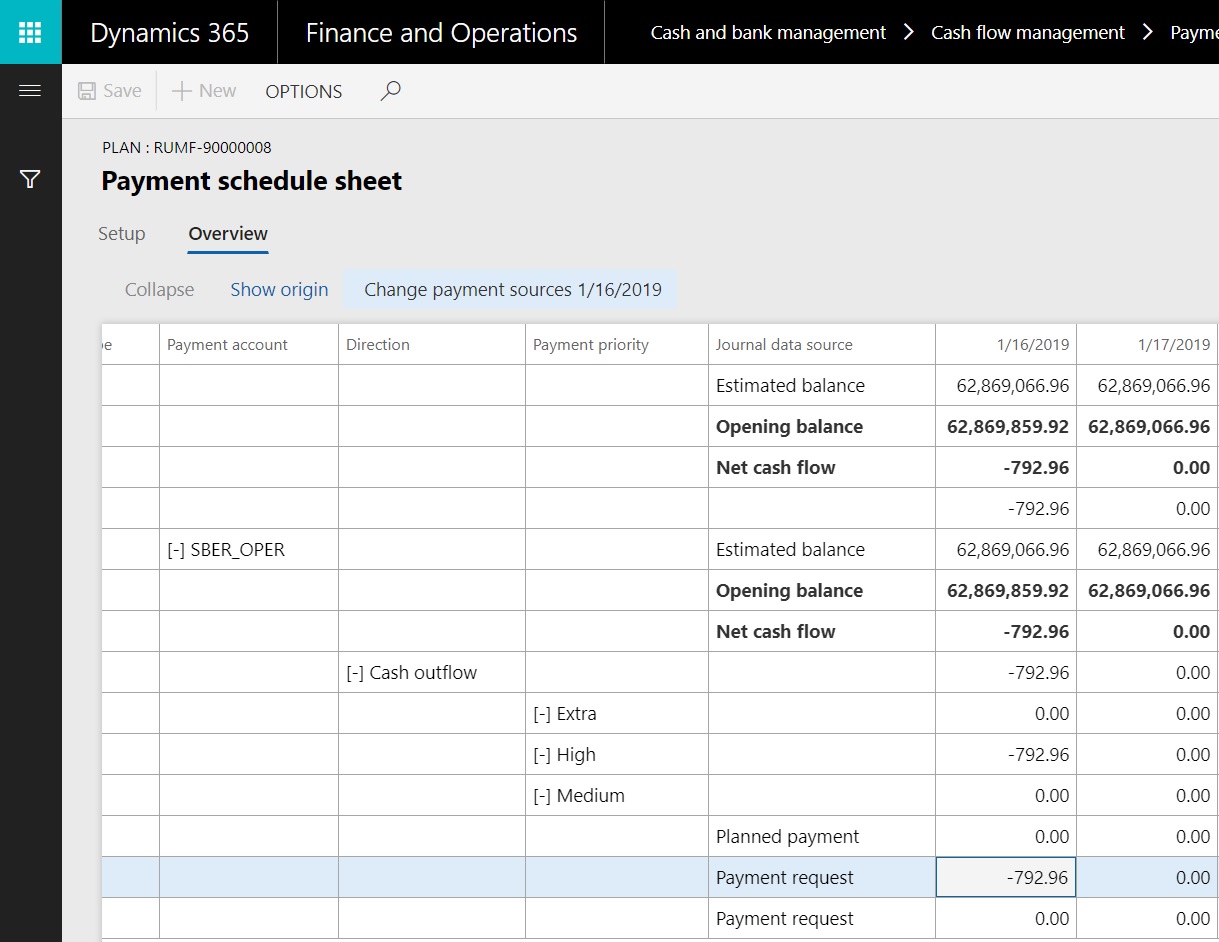 Dynamics 365 Finance and Operations Cash and bank management > Cash flow management > Payme
Save New OPTIONS
PLAN : RUMF-90000008
Payment schedule sheet
Setup Overview
Collapse Show origin Change payment sources 1/16/2019
e Payment account Direction Payment priority Journal data source 1/16/2019 1/17/2019
Estimated balance 62,869,066.96 62,869,066.96
Opening balance 62,869,859.92 62,869,066.96
Net cash flow -792.96 0.00
-792.96 0.00
[-] SBER_OPER Estimated balance 62,869,066.96 62,869,066.96
Opening balance 62,869,859.92 62,869,066.96
Net cash flow -792.96 0.00
[-] Cash outflow -792.96 0.00
[-] Extra 0.00 0.00
[-] High -792.96 0.00
[-] Medium 0.00 0.00
Planned payment 0.00 0.00
Payment request -792.96 0.00
Payment request 0.00 0.00